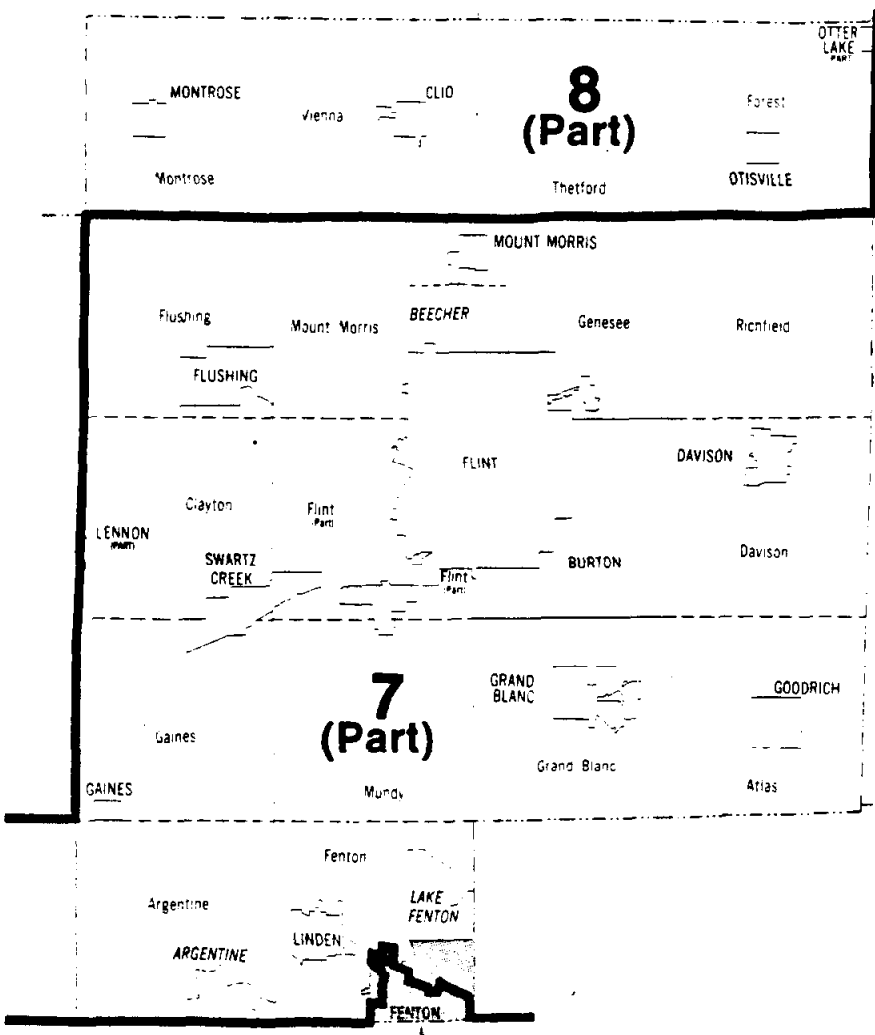 OTTER
LAKE
PART
MONTROSE
CLIO
8
(Part)
Vienna
Forest
Montrose
Thetford
OTISVILLE
MOUNT MORRIS
Flushing
Mount Morris
BEECHER
Genesee
Richfield
FLUSHING
FLINT
DAVISON
Clayton
Flint
(Part)
LENNON
(PART)
SWARTZ
CREEK
Flint
(Part)
BURTON
Davison
7
(Part)
GRAND
BLANC
GOODRICH
Gaines
Grand Blanc
GAINES
Mundy
Atlas
Fenton
Argentine
LAKE
FENTON
LINDEN
ARGENTINE
FENTON